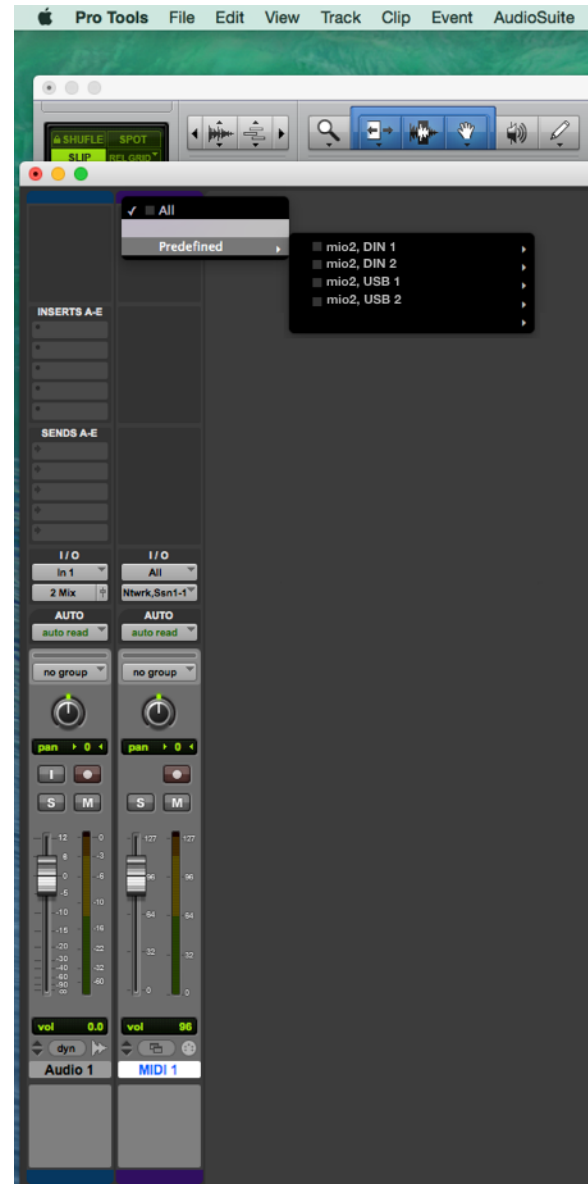 Pro Tools File Edit View Track Clip Event AudioSuite
SHUFLE SPOT
SLIP REL GRID
✓ All
Predefined
mio2, DIN 1
mio2, DIN 2
mio2, USB 1
mio2, USB 2
INSERTS A-E
SENDS A-E
I / O I / O
In 1 All
2 Mix Ntwrk,Ssn1-1
AUTO AUTO
auto read auto read
no group no group
pan 0 pan 0
I
S M S M
12 0 127 127
6 -3
0 -6 96 96
-5 -10
-10 64 64
-15 -16
-20 -22
-30 32 32
-40 -32
-60 -60
-90
∞ 0 0
vol 0.0 vol 96
dyn
Audio 1 MIDI 1